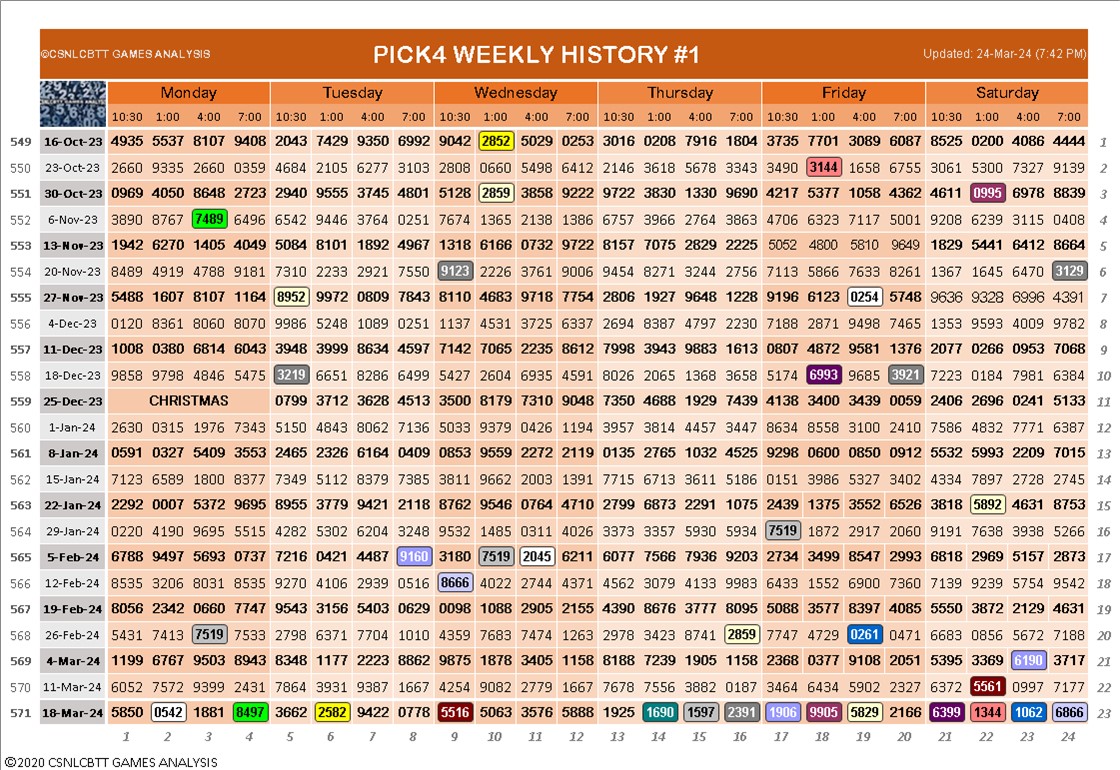 ©CSNLCBTT GAMES ANALYSIS PICK4 WEEKLY HISTORY #1 Updated: 24-Mar-24 (7:42 PM)
Monday Tuesday Wednesday Thursday Friday Saturday
10:30 1:00 4:00 7:00 10:30 1:00 4:00 7:00 10:30 1:00 4:00 7:00 10:30 1:00 4:00 7:00 10:30 1:00 4:00 7:00 10:30 1:00 4:00 7:00
549 16-Oct-23 4935 5537 8107 9408 2043 7429 9350 6992 9042 2852 5029 0253 3016 0208 7916 1804 3735 7701 3089 6087 8525 0200 4086 4444 1
550 23-Oct-23 2660 9335 2660 0359 4684 2105 6277 3103 2808 0660 5498 6412 2146 3618 5678 3343 3490 3144 1658 6755 3061 5300 7327 9139 2
551 30-Oct-23 0969 4050 8648 2723 2940 9555 3745 4801 5128 2859 3858 9222 9722 3830 1330 9690 4217 5377 1058 4362 4611 0995 6978 8839 3
552 6-Nov-23 3890 8767 7489 6496 6542 9446 3764 0251 7674 1365 2138 1386 6757 3966 2764 3863 4706 6323 7117 5001 9208 6239 3115 0408 4
553 13-Nov-23 1942 6270 1405 4049 5084 8101 1892 4967 1318 6166 0732 9722 8157 7075 2829 2225 5052 4800 5810 9649 1829 5441 6412 8664 5
554 20-Nov-23 8489 4919 4788 9181 7310 2233 2921 7550 9123 2226 3761 9006 9454 8271 3244 2756 7113 5866 7633 8261 1367 1645 6470 3129 6
555 27-Nov-23 5488 1607 8107 1164 8952 9972 0809 7843 8110 4683 9718 7754 2806 1927 9648 1228 9196 6123 0254 5748 9636 9328 6996 4391 7
556 4-Dec-23 0120 8361 8060 8070 9986 5248 1089 0251 1137 4531 3725 6337 2694 8387 4797 2230 7188 2871 9498 7465 1353 9593 4009 9782 8
557 11-Dec-23 1008 0380 6814 6043 3948 3999 8634 4597 7142 7065 2235 8612 7998 3943 9883 1613 0807 4872 9581 1376 2077 0266 0953 7068 9
558 18-Dec-23 9858 9798 4846 5475 3219 6651 8286 6499 5427 2604 6935 4591 8026 2065 1368 3658 5174 6993 9685 3921 7223 0184 7981 6384 10
559 25-Dec-23 CHRISTMAS 0799 3712 3628 4513 3500 8179 7310 9048 7350 4688 1929 7439 4138 3400 3439 0059 2406 2696 0241 5133 11
560 1-Jan-24 2630 0315 1976 7343 5150 4843 8062 7136 5033 9379 0426 1194 3957 3814 4457 3447 8634 8558 3100 2410 7586 4832 7771 6387 12
561 8-Jan-24 0591 0327 5409 3553 2465 2326 6164 0409 0853 9559 2272 2119 0135 2765 1032 4525 9298 0600 0850 0912 5532 5993 2209 7015 13
562 15-Jan-24 7123 6589 1800 8377 7349 5112 8379 7385 3811 9662 2003 1391 7715 6713 3611 5186 0151 3986 5327 3402 4334 7897 2728 2745 14
563 22-Jan-24 2292 0007 5372 9695 8955 3779 9421 2118 8762 9546 0764 4710 2799 6873 2291 1075 2439 1375 3552 6526 3818 5892 4631 8753 15
564 29-Jan-24 0220 4190 9695 5515 4282 5302 6204 3248 9532 1485 0311 4026 3373 3357 5930 5934 7519 1872 2917 2060 9191 7638 3938 5266 16
565 5-Feb-24 6788 9497 5693 0737 7216 0421 4487 9160 3180 7519 2045 6211 6077 7566 7936 9203 2734 3499 8547 2993 6818 2969 5157 2873 17
566 12-Feb-24 8535 3206 8031 8535 9270 4106 2939 0516 8666 4022 2744 4371 4562 3079 4133 9983 6433 1552 6900 7360 7139 9239 5754 9542 18
567 19-Feb-24 8056 2342 0660 7747 9543 3156 5403 0629 0098 1088 2905 2155 4390 8676 3777 8095 5088 3577 8397 4085 5550 3872 2129 4631 19
568 26-Feb-24 5431 7413 7519 7533 2798 6371 7704 1010 4359 7683 7474 1263 2978 3423 8741 2859 7747 4729 0261 0471 6683 0856 5672 7188 20
569 4-Mar-24 1199 6767 9503 8943 8348 1177 2223 8862 9875 1878 3405 1158 8188 7239 1905 1158 2368 0377 9108 2051 5395 3369 6190 3717 21
570 11-Mar-24 6052 7572 9399 2431 7864 3931 9387 1667 4254 9082 2779 1667 7678 7556 3882 0187 3464 6434 5902 2327 6372 5561 0997 7177 22
571 18-Mar-24 5850 0542 1881 8497 3662 2582 9422 0778 5516 5063 3576 5888 1925 1690 1597 2391 1906 9905 5829 2166 6399 1344 1062 6866 23
1 2 3 4 5 6 7 8 9 10 11 12 13 14 15 16 17 18 19 20 21 22 23 24
©2020 CSNLCBTT GAMES ANALYSIS